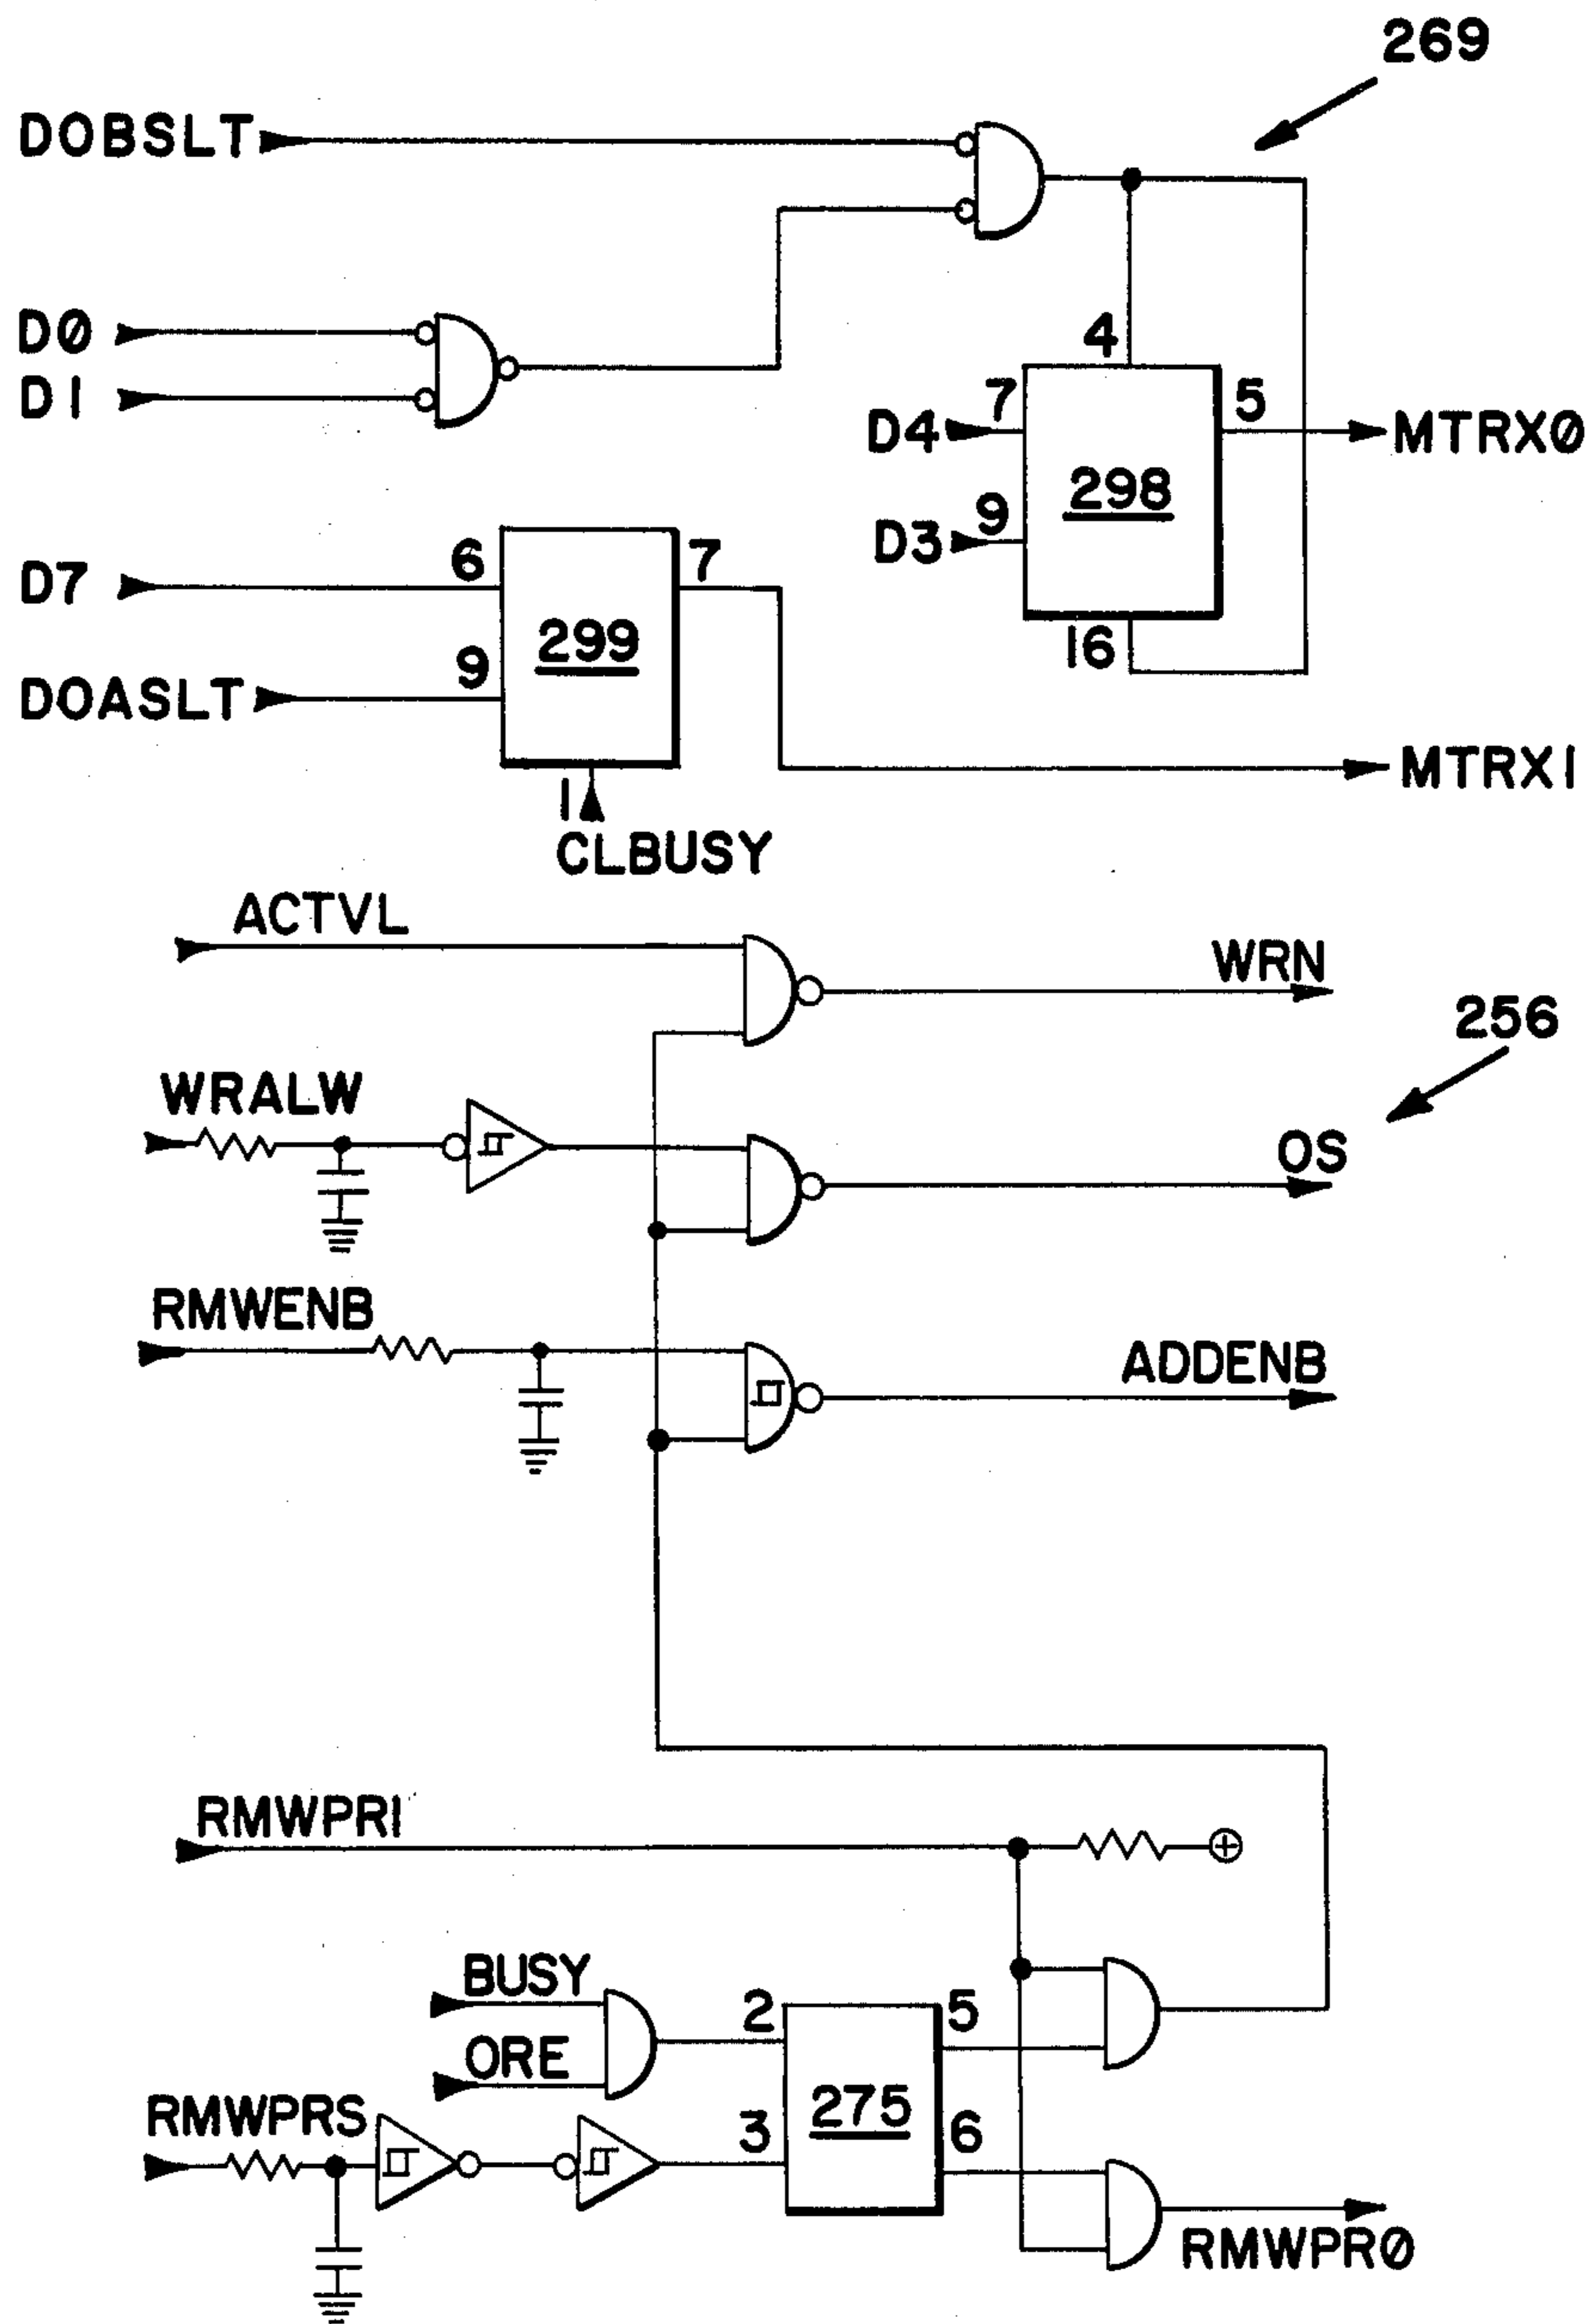 269
DOBSLT
D0
D1
4
7
5
D4
MTRX0
298
9
D3
6
7
D7
299
16
9
DOASLT
MTRX1
1
CLBUSY
ACTVL
WRN
256
WRALW
OS
RMWENB
ADDENB
RMWPRI
BUSY
2
5
ORE
275
RMWPRS
3
6
RMWPR0